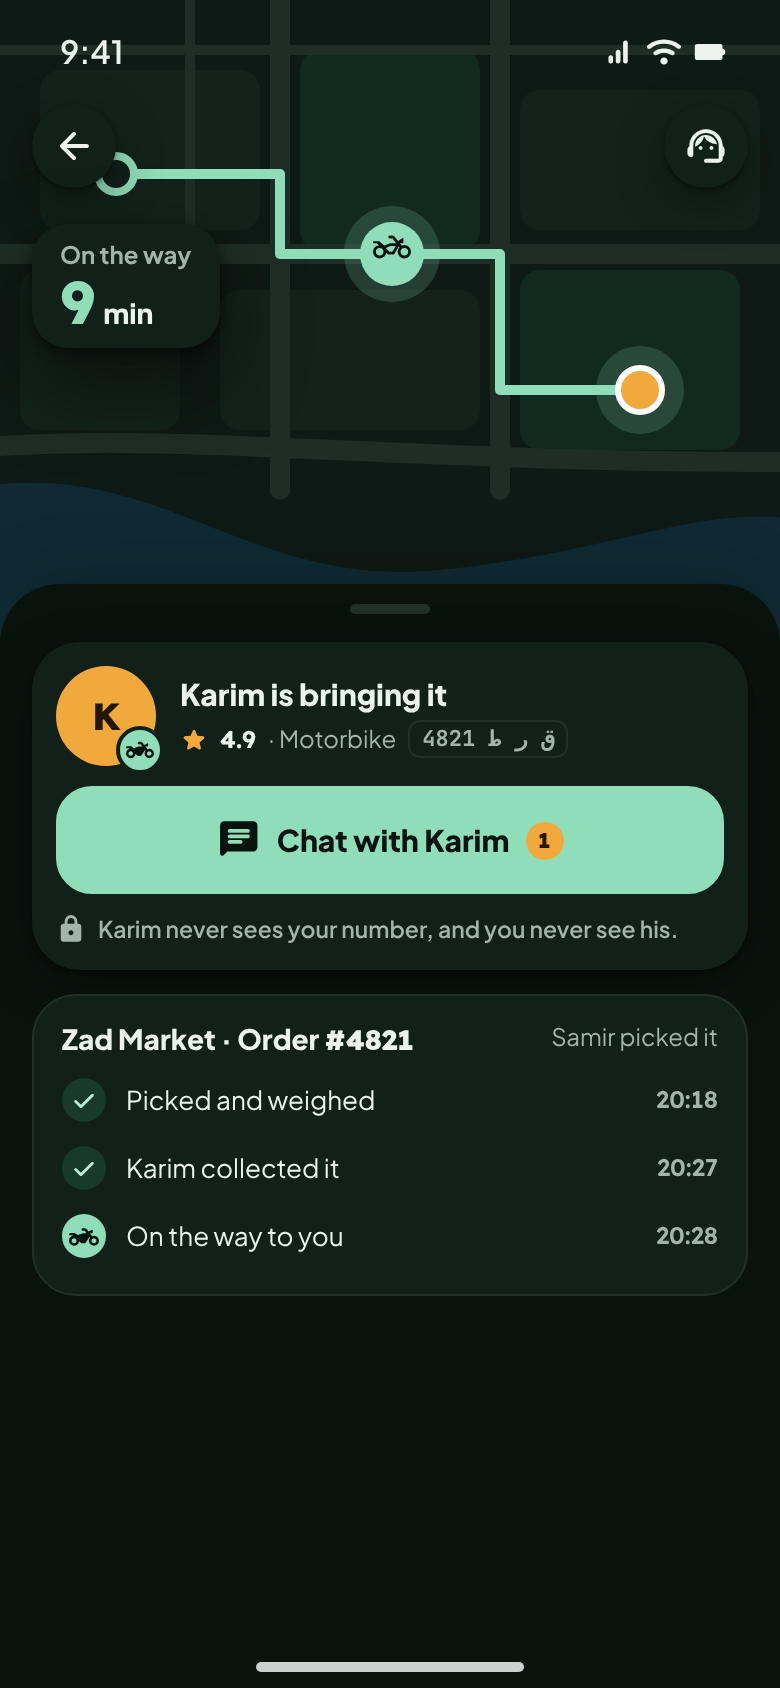 9:41
On the way
9 min
K
Karim is bringing it
4.9 · Motorbike ق ر ط 4821
Chat with Karim 1
Karim never sees your number, and you never see his.
Zad Market · Order #4821 Samir picked it
Picked and weighed 20:18
Karim collected it 20:27
On the way to you 20:28